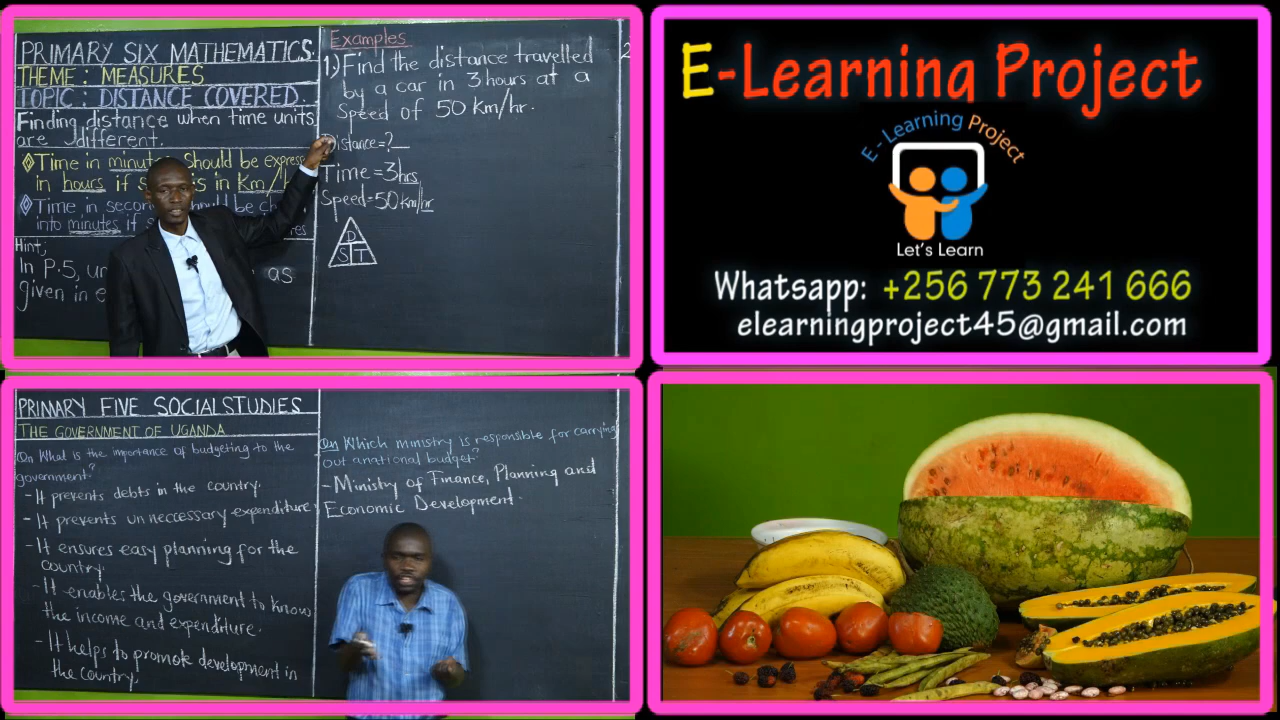 PRIMARY SIX MATHEMATICS.
THEME : MEASURES
TOPIC : DISTANCE COVERED.
Finding distance when time units
are different.
Time in minutes should be
in hours if
Time in
into minutes if
Hint;
In P.5,
as
given in
Examples
1.) Find the distance travelled
by a car in 3 hours at a
Speed of 50 Km/hr.
Distance = ?
Time = 3hrs
Speed = 50 km/hr
D
S T
2
E-Learning Project
E - Learning Project
Let's Learn
Whatsapp: +256 773 241 666
elearningproject45@gmail.com
PRIMARY FIVE SOCIAL STUDIES
THE GOVERNMENT OF UGANDA
Qn What is the importance of budgeting to the
government?
- It prevents debts in the country.
- It prevents un neccessary expenditure
- It ensures easy planning for the
country.
- It enables the government to know
the income and expenditure.
- It helps to promote development in
the country;
Qn Which ministry is responsible for carrying
out a national budget?
- Ministry of Finance, Planning and
Economic Development.